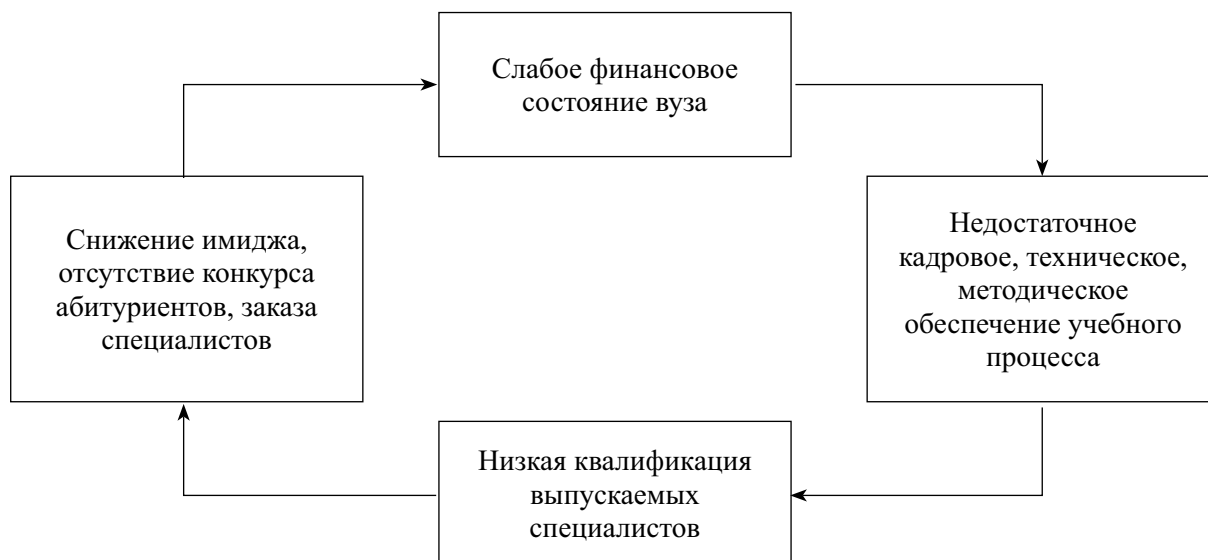 Слабое финансовое
состояние вуза
Снижение имиджа,
отсутствие конкурса
абитуриентов, заказа
специалистов
Недостаточное
кадровое, техническое,
методическое
обеспечение учебного
процесса
Низкая квалификация
выпускаемых
специалистов